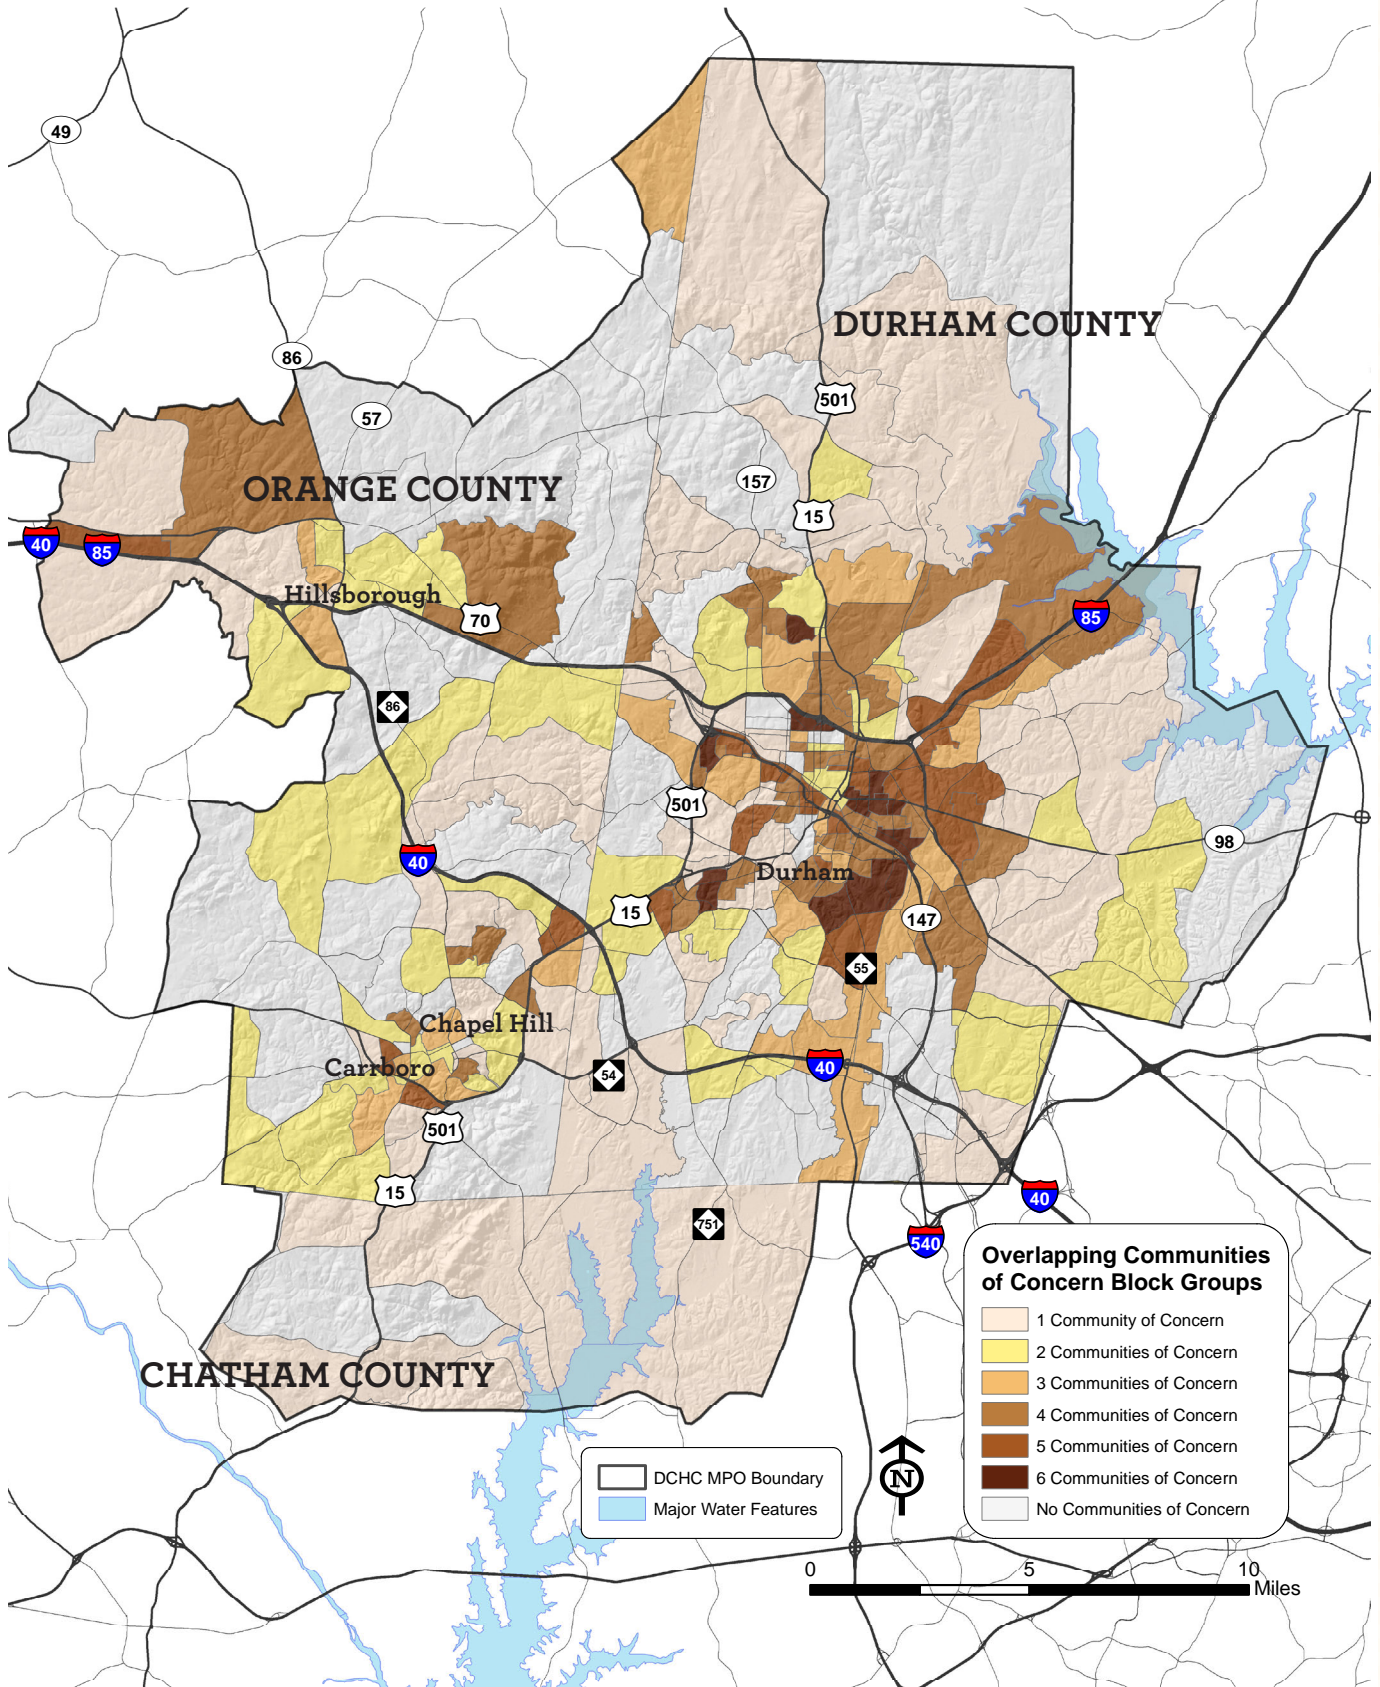 49
86
57
DURHAM COUNTY
501
157
ORANGE COUNTY
15
40
85
Hillsborough
70
85
86
501
98
40
Durham
15
147
55
Chapel Hill
Carrboro
54
40
501
15
40
751
540
Overlapping Communities
of Concern Block Groups
1 Community of Concern
2 Communities of Concern
3 Communities of Concern
4 Communities of Concern
5 Communities of Concern
6 Communities of Concern
No Communities of Concern
CHATHAM COUNTY
DCHC MPO Boundary
Major Water Features
N
0 5 10
Miles